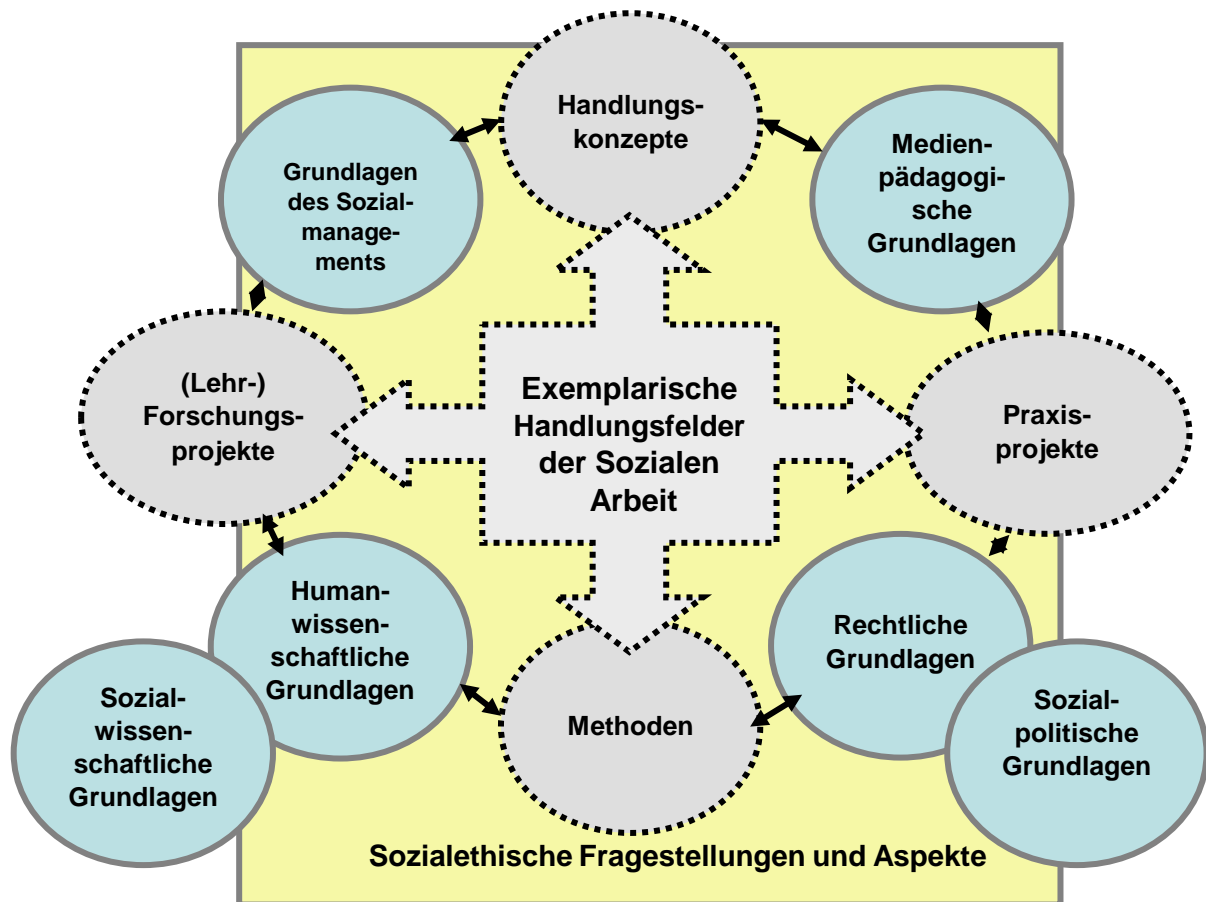 Handlungs-
konzepte
Grundlagen
des Sozial-
manage-
ments
Medien-
pädagogi-
sche
Grundlagen
(Lehr-)
Forschungs-
projekte
Exemplarische
Handlungsfelder
der Sozialen
Arbeit
Praxis-
projekte
Human-
wissen-
schaftliche
Grundlagen
Rechtliche
Grundlagen
Sozial-
wissen-
schaftliche
Grundlagen
Methoden
Sozial-
politische
Grundlagen
Sozialethische Fragestellungen und Aspekte